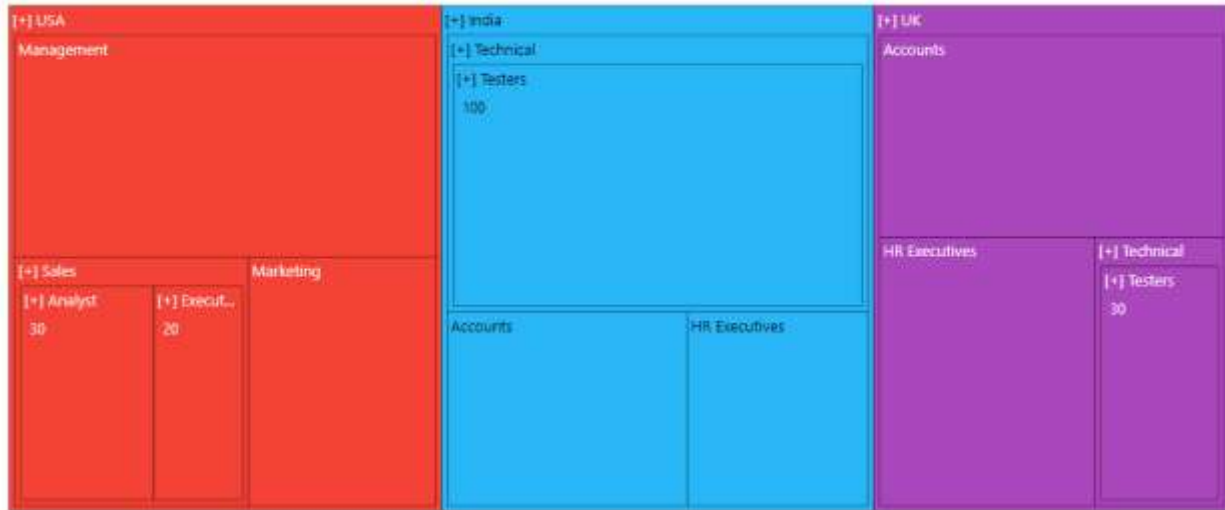 [+] USA
Management
[+] Sales
[+] Analyst
30
[+] Execut...
20
Marketing
[+] India
[+] Technical
[+] Testers
100
Accounts
HR Executives
[+] UK
Accounts
HR Executives
[+] Technical
[+] Testers
30